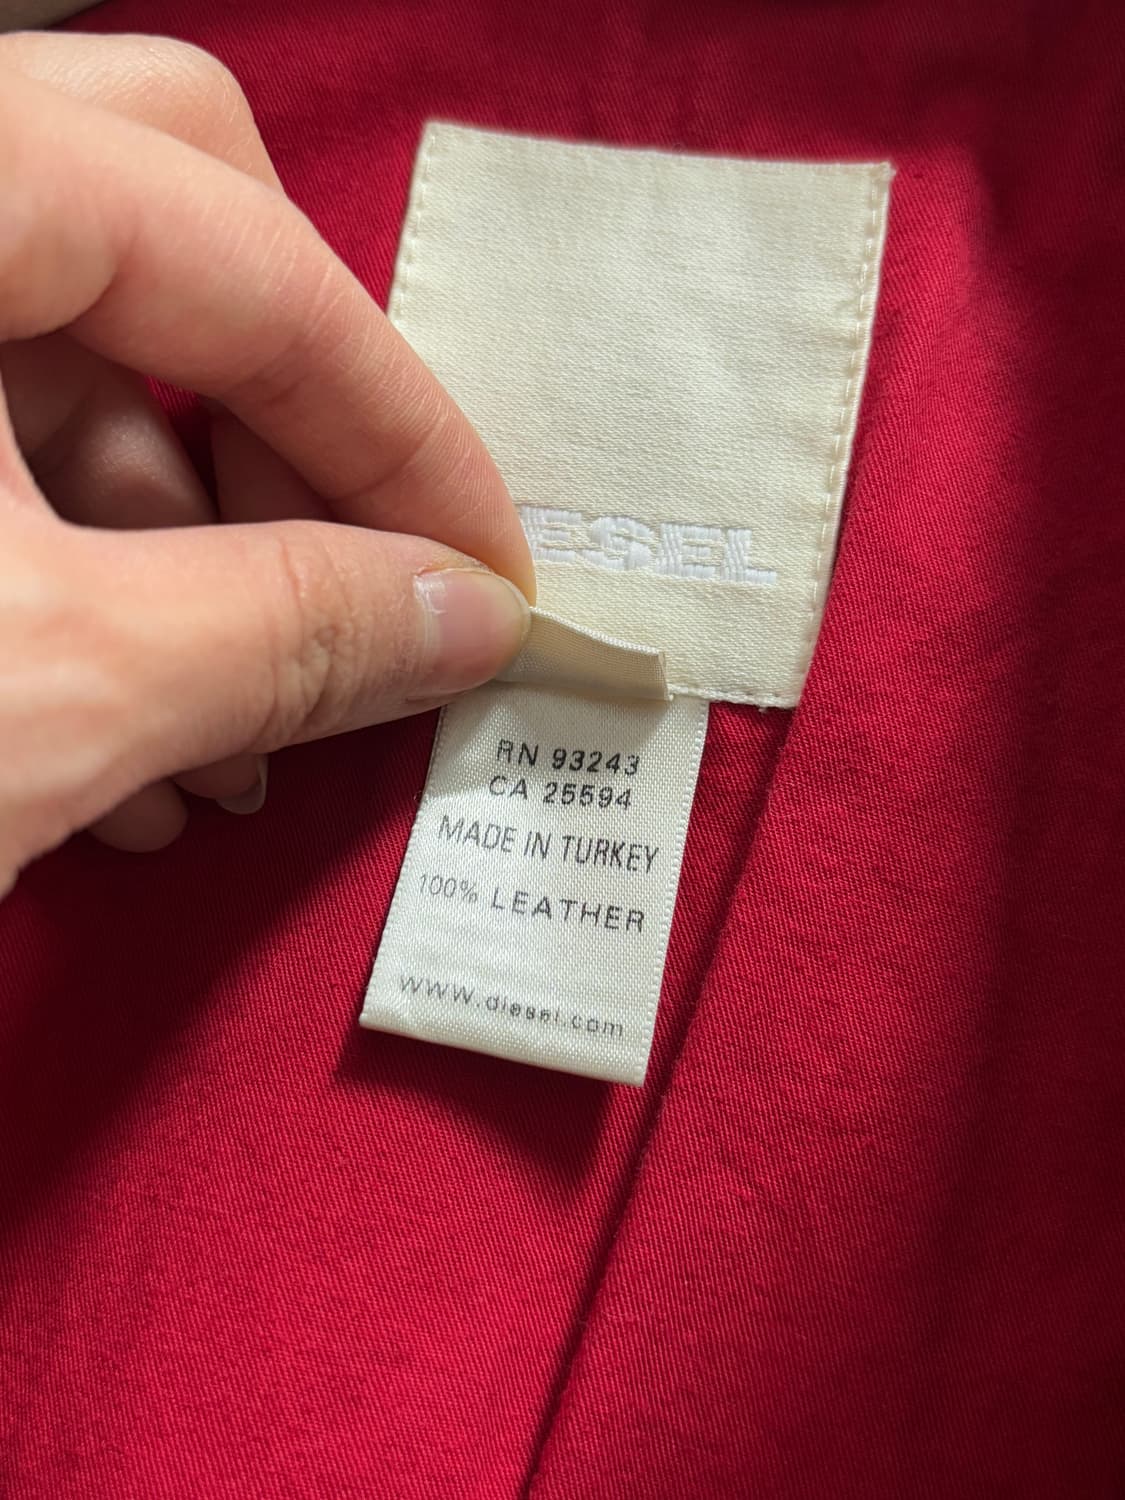 ESEL
RN 93243
CA 25594
MADE IN TURKEY
100% LEATHER
www.diesel.com